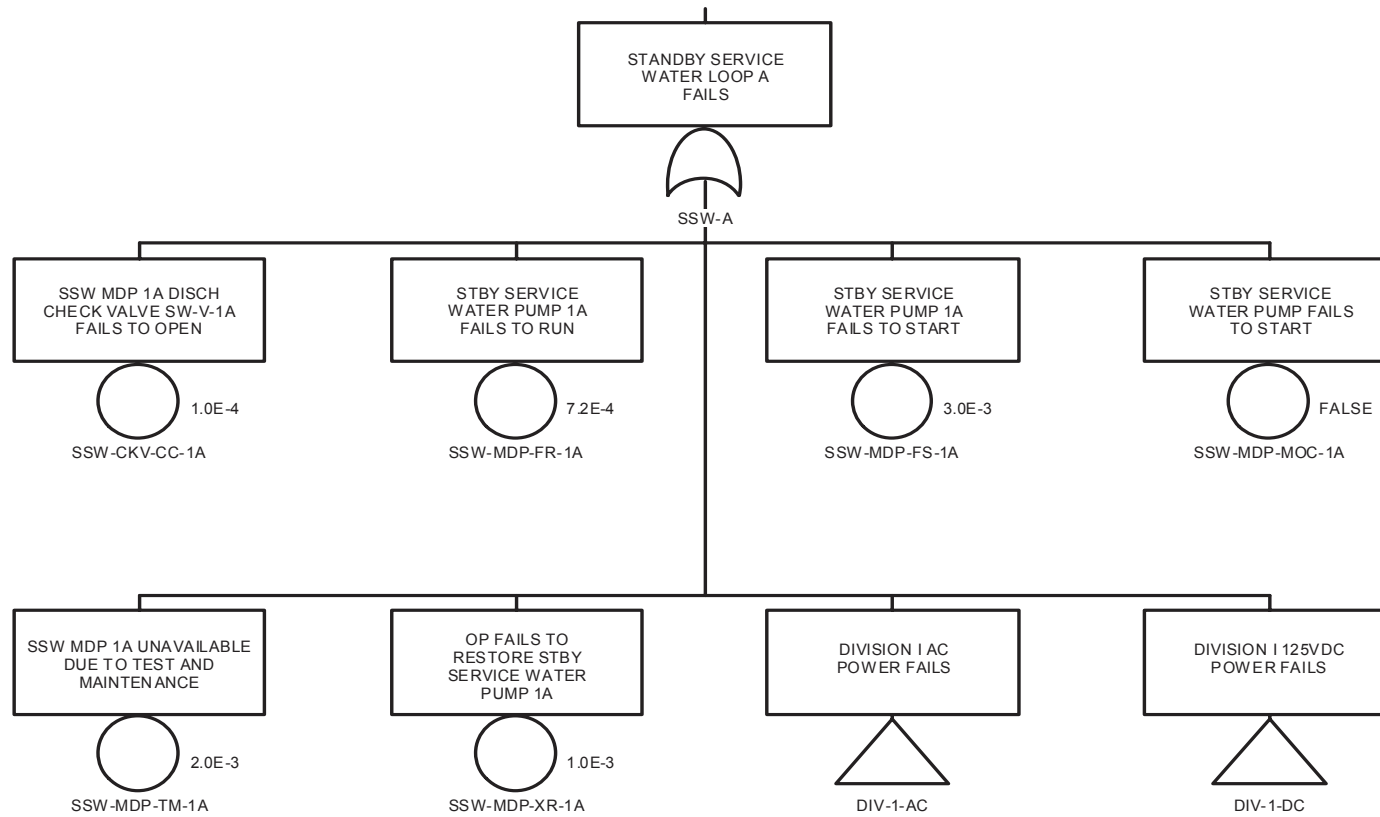 STANDBY SERVICE
WATER LOOP A
FAILS
SSW-A
SSW MDP 1A DISCH
CHECK VALVE SW-V-1A
FAILS TO OPEN
1.0E-4
SSW-CKV-CC-1A
STBY SERVICE
WATER PUMP 1A
FAILS TO RUN
7.2E-4
SSW-MDP-FR-1A
STBY SERVICE
WATER PUMP 1A
FAILS TO START
3.0E-3
SSW-MDP-FS-1A
STBY SERVICE
WATER PUMP FAILS
TO START
FALSE
SSW-MDP-MOC-1A
SSW MDP 1A UNAVAILABLE
DUE TO TEST AND
MAINTENANCE
2.0E-3
SSW-MDP-TM-1A
OP FAILS TO
RESTORE STBY
SERVICE WATER
PUMP 1A
1.0E-3
SSW-MDP-XR-1A
DIVISION I AC
POWER FAILS
DIV-1-AC
DIVISION I 125VDC
POWER FAILS
DIV-1-DC